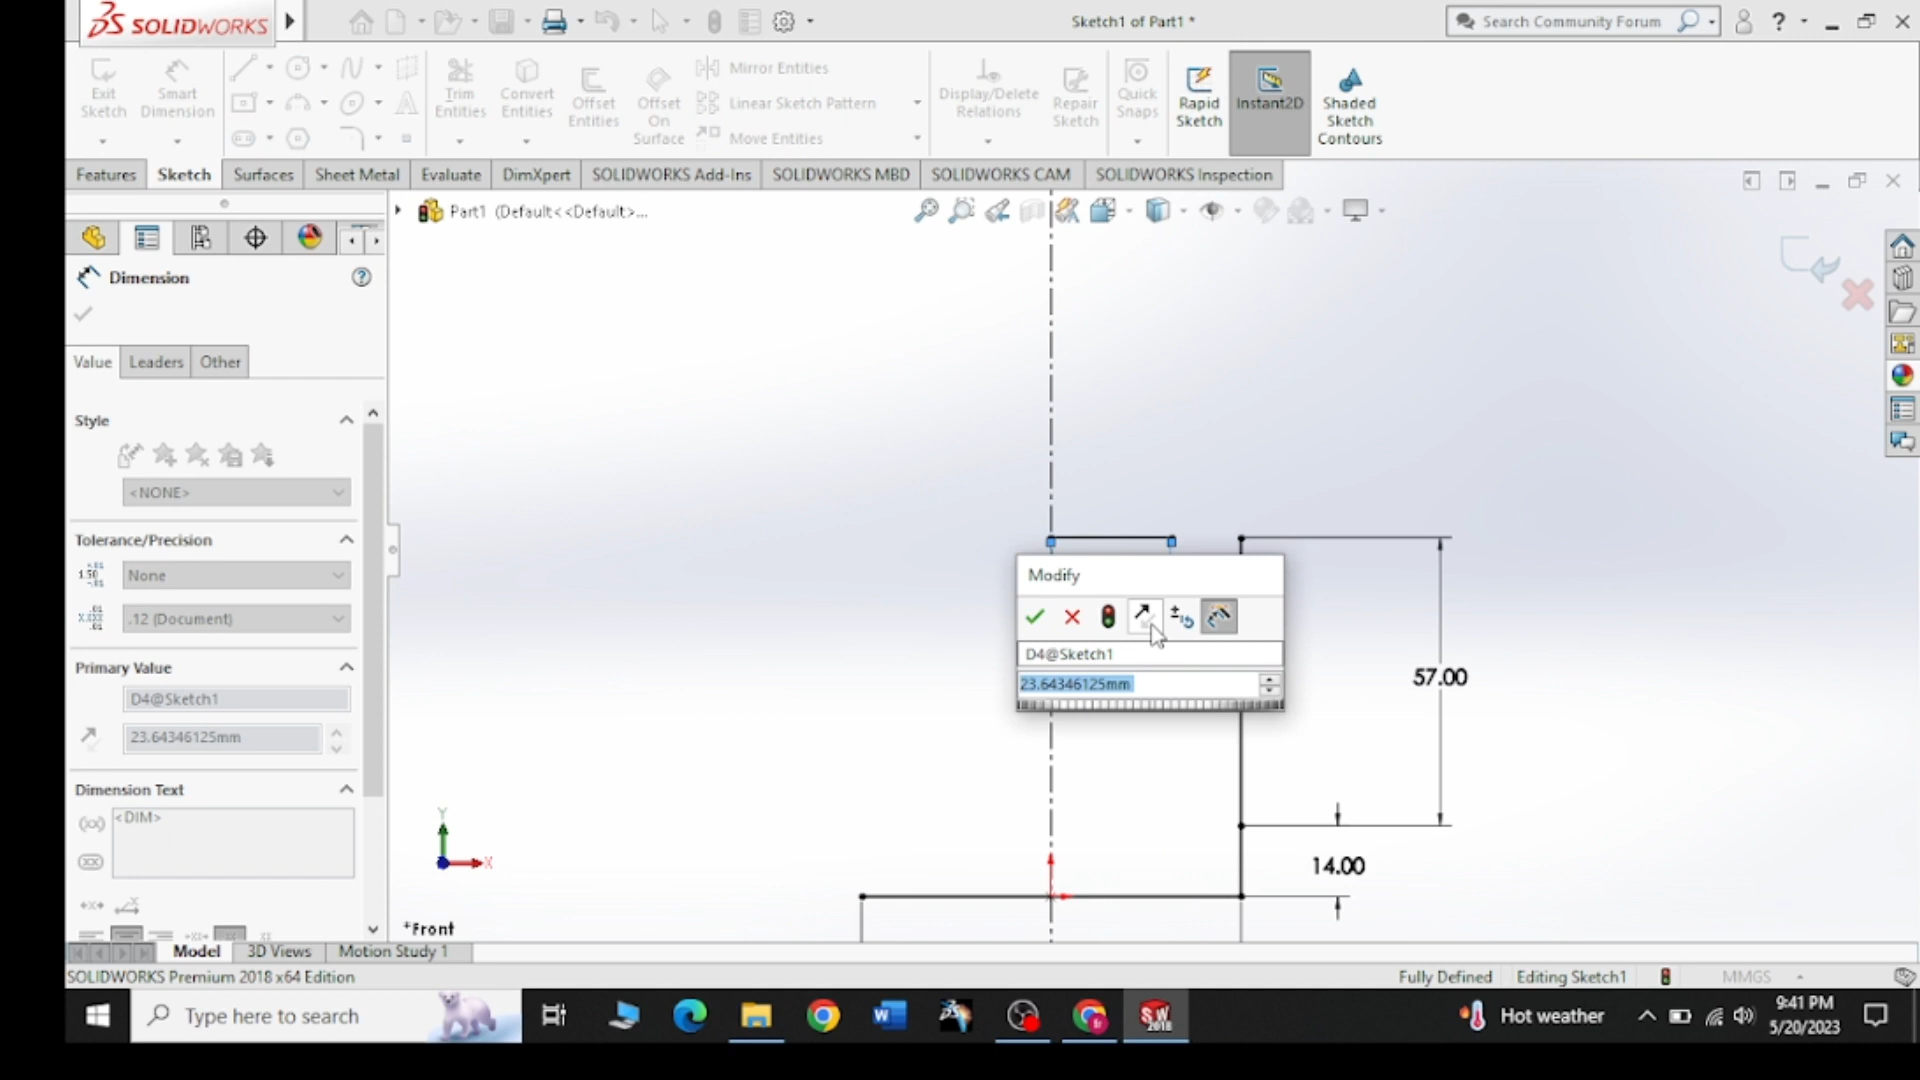 SOLIDWORKS
Sketch1 of Part1 *
Search Community Forum
?
Exit Sketch
Smart Dimension
Trim Entities
Convert Entities
Offset Entities
Offset On Surface
Mirror Entities
Linear Sketch Pattern
Move Entities
Display/Delete Relations
Repair Sketch
Quick Snaps
Rapid Sketch
Instant2D
Shaded Sketch Contours
Features
Sketch
Surfaces
Sheet Metal
Evaluate
DimXpert
SOLIDWORKS Add-Ins
SOLIDWORKS MBD
SOLIDWORKS CAM
SOLIDWORKS Inspection
Part1 (Default<<Default>...
Dimension
Value
Leaders
Other
Style
<NONE>
Tolerance/Precision
None
.12 (Document)
Primary Value
D4@Sketch1
23.64346125mm
Dimension Text
<DIM>
Modify
D4@Sketch1
23.64346125mm
57.00
14.00
Y
X
*Front
Model
3D Views
Motion Study 1
SOLIDWORKS Premium 2018 x64 Edition
Fully Defined
Editing Sketch1
MMGS
Type here to search
Hot weather
9:41 PM
5/20/2023